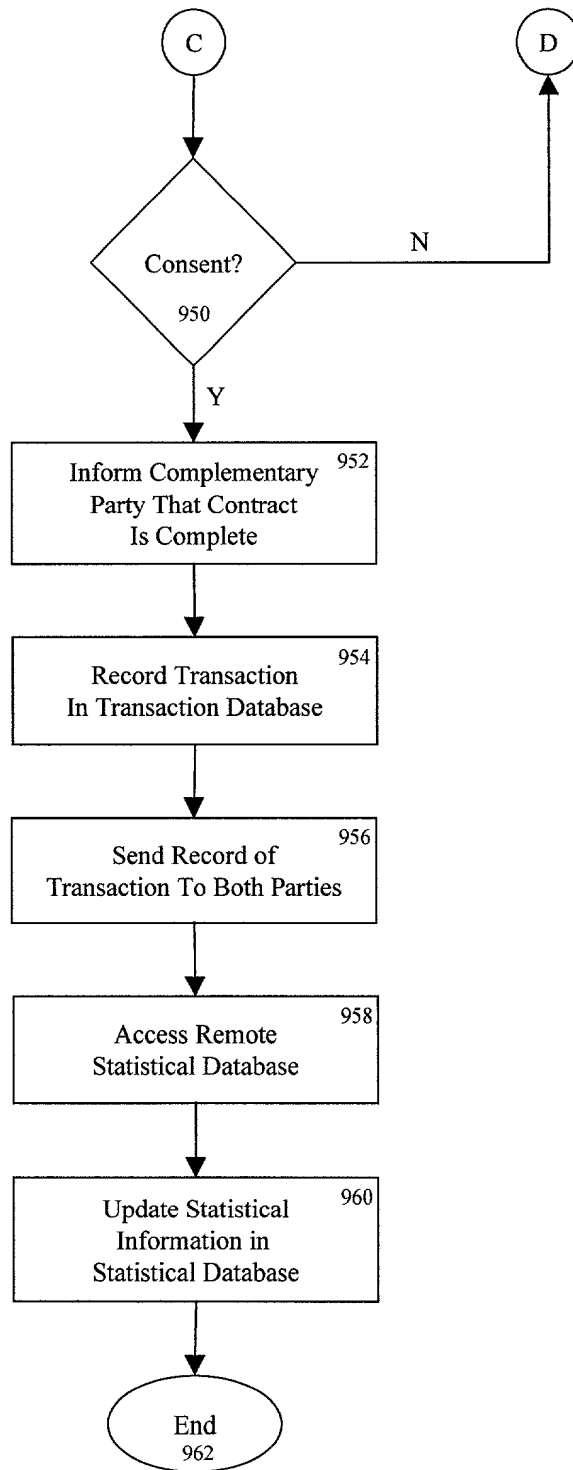 C
D
Consent?
N
950
Y
952
Inform Complementary
Party That Contract
Is Complete
954
Record Transaction
In Transaction Database
956
Send Record of
Transaction To Both Parties
958
Access Remote
Statistical Database
960
Update Statistical
Information in
Statistical Database
End
962